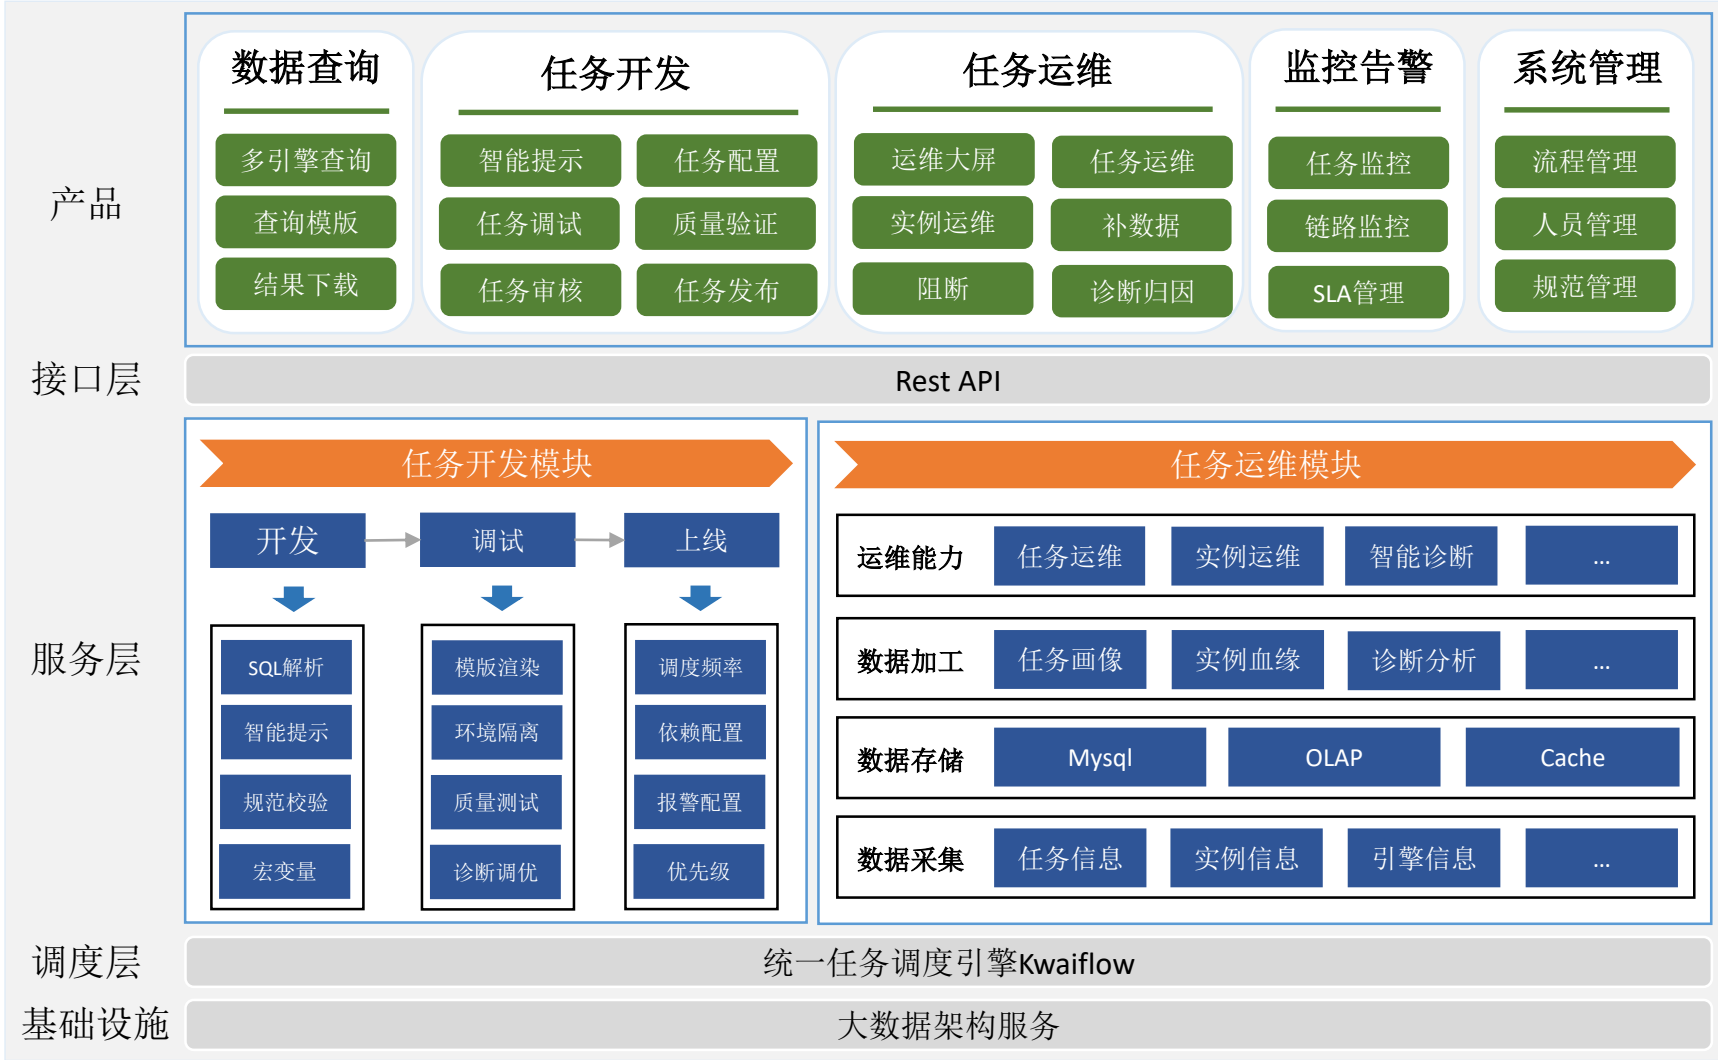 产品
数据查询
多引擎查询
查询模版
结果下载
任务开发
智能提示
任务配置
任务调试
质量验证
任务审核
任务发布
任务运维
运维大屏
任务运维
实例运维
补数据
阻断
诊断归因
监控告警
任务监控
链路监控
SLA管理
系统管理
流程管理
人员管理
规范管理
接口层
Rest API
服务层
任务开发模块
开发
调试
上线
SQL解析
智能提示
规范校验
宏变量
模版渲染
环境隔离
质量测试
诊断调优
调度频率
依赖配置
报警配置
优先级
任务运维模块
运维能力
任务运维
实例运维
智能诊断
...
数据加工
任务画像
实例血缘
诊断分析
...
数据存储
Mysql
OLAP
Cache
数据采集
任务信息
实例信息
引擎信息
...
调度层
统一任务调度引擎Kwaiflow
基础设施
大数据架构服务